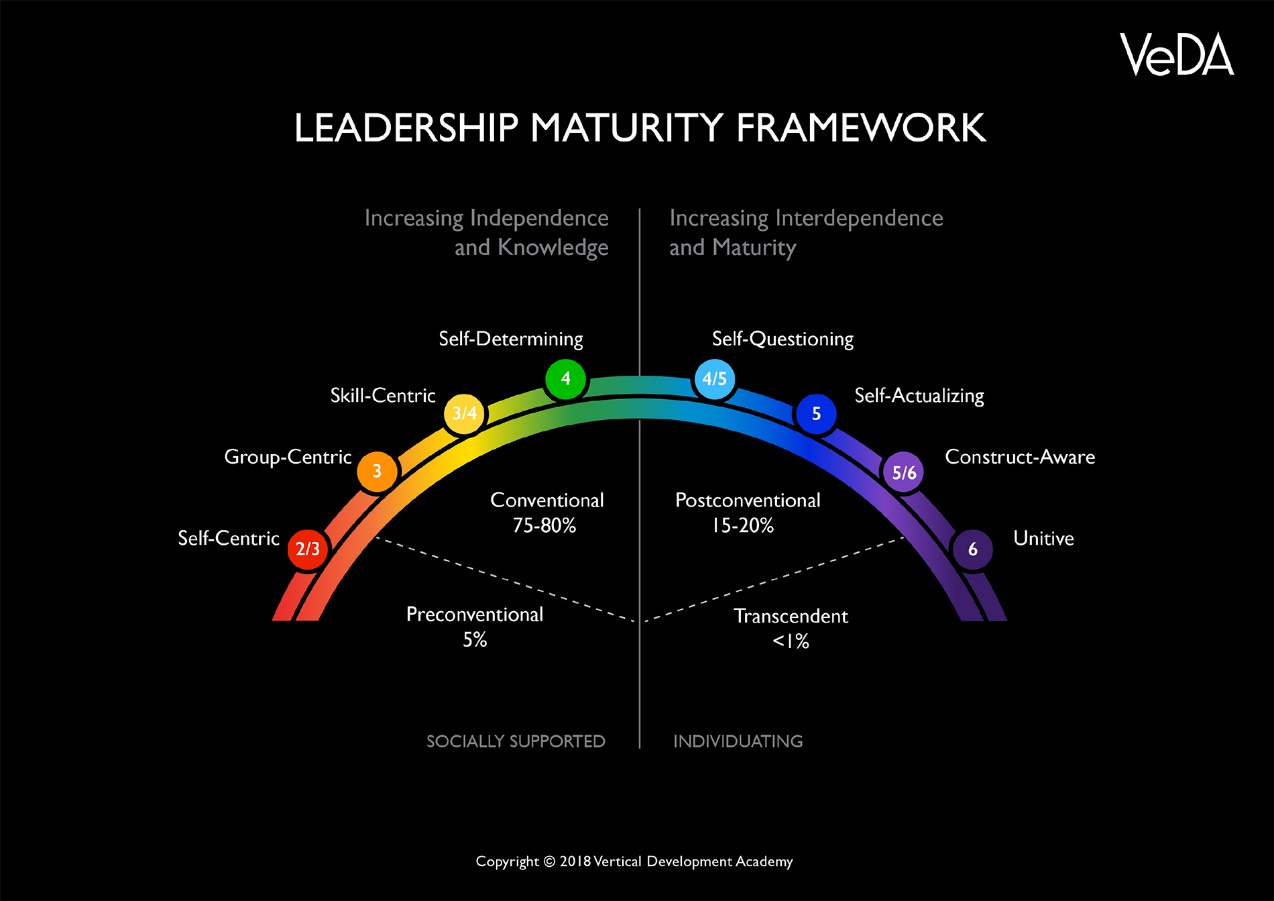 VeDA
LEADERSHIP MATURITY FRAMEWORK
Increasing Independence
and Knowledge
Increasing Interdependence
and Maturity
Self-Determining
4
Self-Questioning
4/5
Skill-Centric
3/4
Self-Actualizing
5
Group-Centric
3
Construct-Aware
5/6
Self-Centric
2/3
Unitive
6
Conventional
75-80%
Postconventional
15-20%
Preconventional
5%
Transcendent
<1%
SOCIALLY SUPPORTED
INDIVIDUATING
Copyright © 2018 Vertical Development Academy